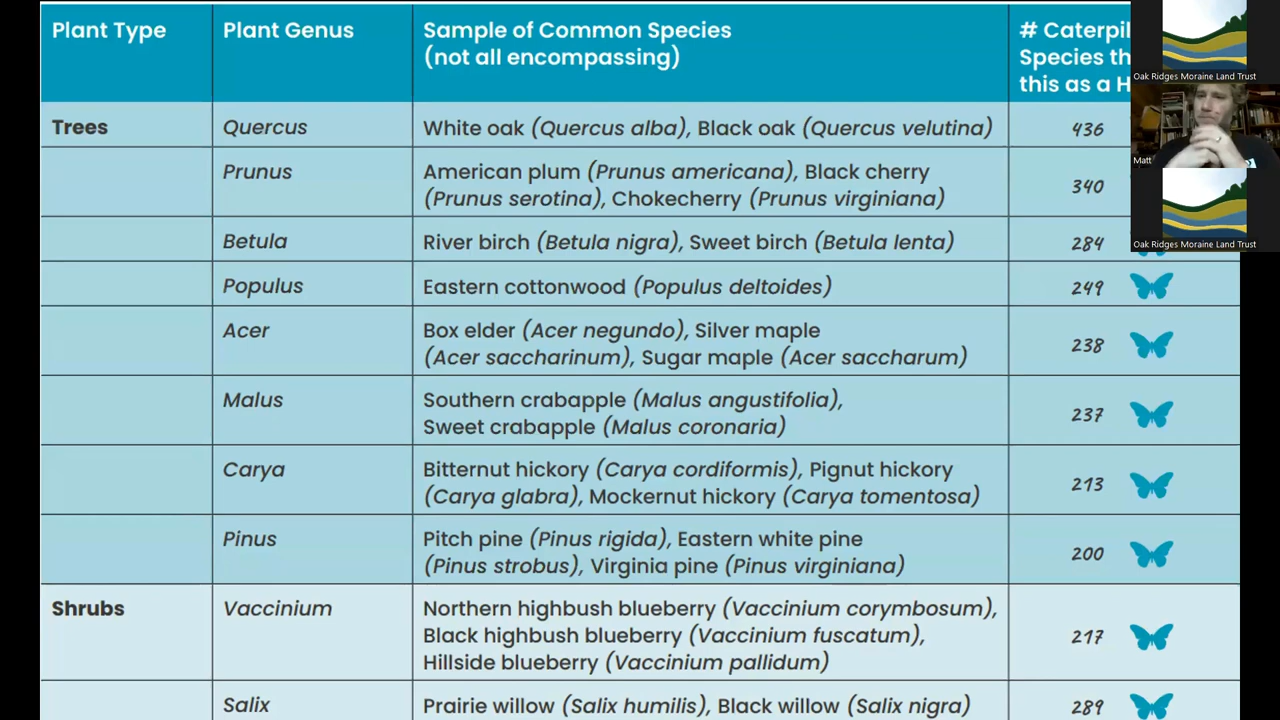 Plant Type
Plant Genus
Sample of Common Species
(not all encompassing)
# Caterpil
Species th
this as a H
Oak Ridges Moraine Land Trust
Matt
Oak Ridges Moraine Land Trust
Trees
Quercus
White oak (Quercus alba), Black oak (Quercus velutina)
436
Prunus
American plum (Prunus americana), Black cherry
(Prunus serotina), Chokecherry (Prunus virginiana)
340
Betula
River birch (Betula nigra), Sweet birch (Betula lenta)
284
Populus
Eastern cottonwood (Populus deltoides)
249
Acer
Box elder (Acer negundo), Silver maple
(Acer saccharinum), Sugar maple (Acer saccharum)
238
Malus
Southern crabapple (Malus angustifolia),
Sweet crabapple (Malus coronaria)
237
Carya
Bitternut hickory (Carya cordiformis), Pignut hickory
(Carya glabra), Mockernut hickory (Carya tomentosa)
213
Pinus
Pitch pine (Pinus rigida), Eastern white pine
(Pinus strobus), Virginia pine (Pinus virginiana)
200
Shrubs
Vaccinium
Northern highbush blueberry (Vaccinium corymbosum),
Black highbush blueberry (Vaccinium fuscatum),
Hillside blueberry (Vaccinium pallidum)
217
Salix
Prairie willow (Salix humilis), Black willow (Salix nigra)
289